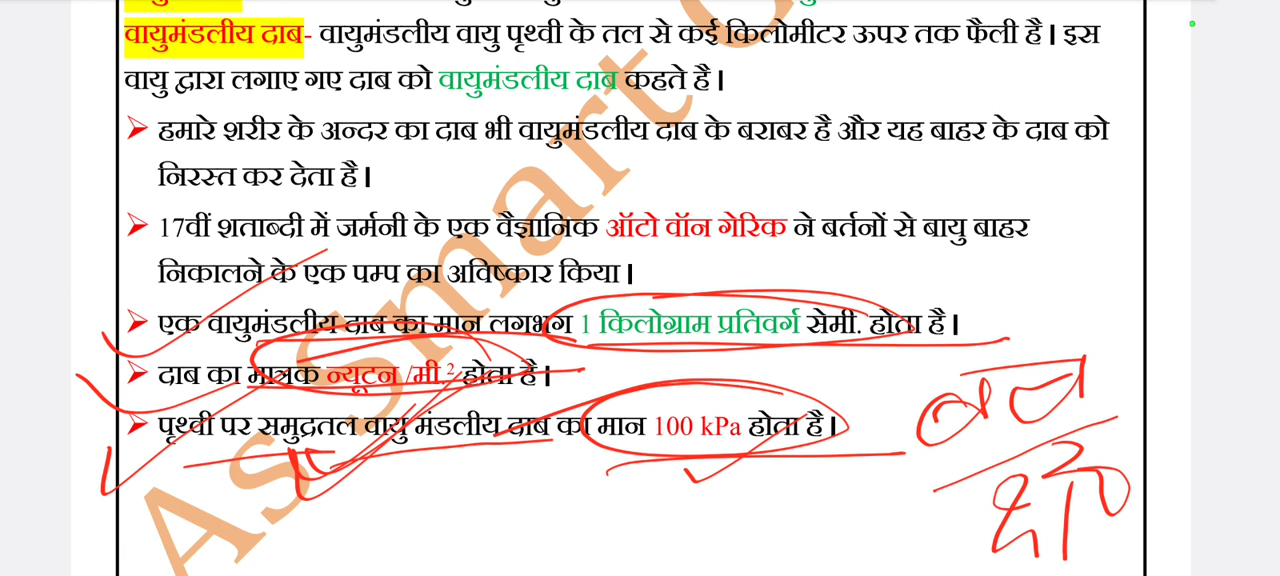 वायुमंडलीय दाब- वायुमंडलीय वायु पृथ्वी के तल से कई किलोमीटर ऊपर तक फैली है। इस
वायु द्वारा लगाए गए दाब को वायुमंडलीय दाब कहते है।
➤ हमारे शरीर के अन्दर का दाब भी वायुमंडलीय दाब के बराबर है और यह बाहर के दाब को
निरस्त कर देता है।
➤ 17वीं शताब्दी में जर्मनी के एक वैज्ञानिक ऑटो वॉन गेरिक ने बर्तनों से बायु बाहर
निकालने के एक पम्प का अविष्कार किया।
➤ एक वायुमंडलीय दाब का मान लगभग 1 किलोग्राम प्रतिवर्ग सेमी. होता है।
➤ दाब का मात्रक न्यूटन /मी.² होता है।
➤ पृथ्वी पर समुद्रतल वायु मंडलीय दाब का मान 100 kPa होता है।
As Smart